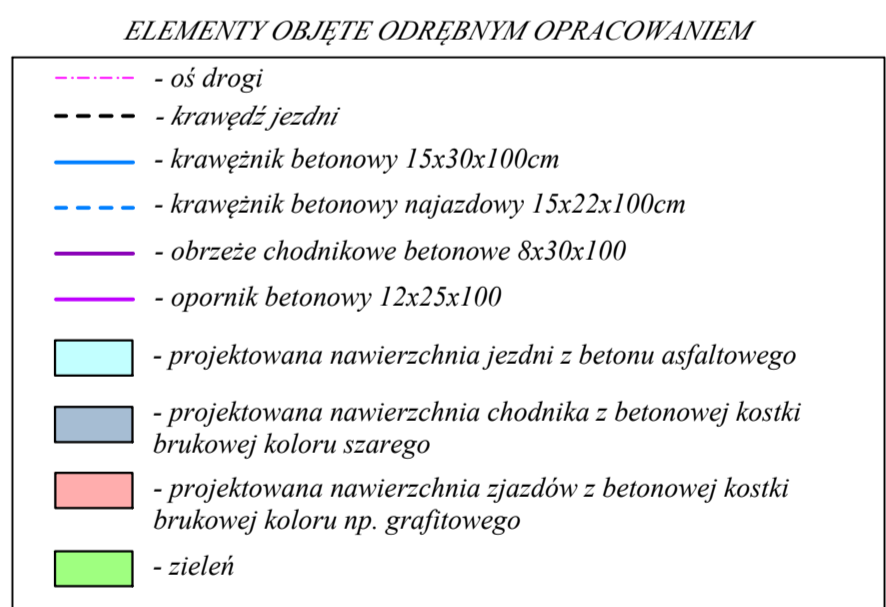 ELEMENTY OBJĘTE ODRĘBNYM OPRACOWANIEM
- oś drogi
- krawędź jezdni
- krawężnik betonowy 15x30x100cm
- krawężnik betonowy najazdowy 15x22x100cm
- obrzeże chodnikowe betonowe 8x30x100
- opornik betonowy 12x25x100
- projektowana nawierzchnia jezdni z betonu asfaltowego
- projektowana nawierzchnia chodnika z betonowej kostki
brukowej koloru szarego
- projektowana nawierzchnia zjazdów z betonowej kostki
brukowej koloru np. grafitowego
- zieleń